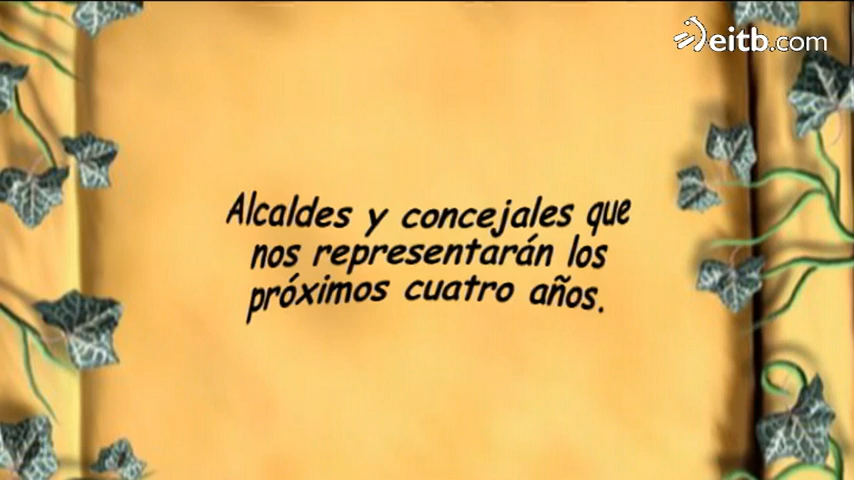 eitb.com
Alcaldes y concejales que
nos representarán los
próximos cuatro años.